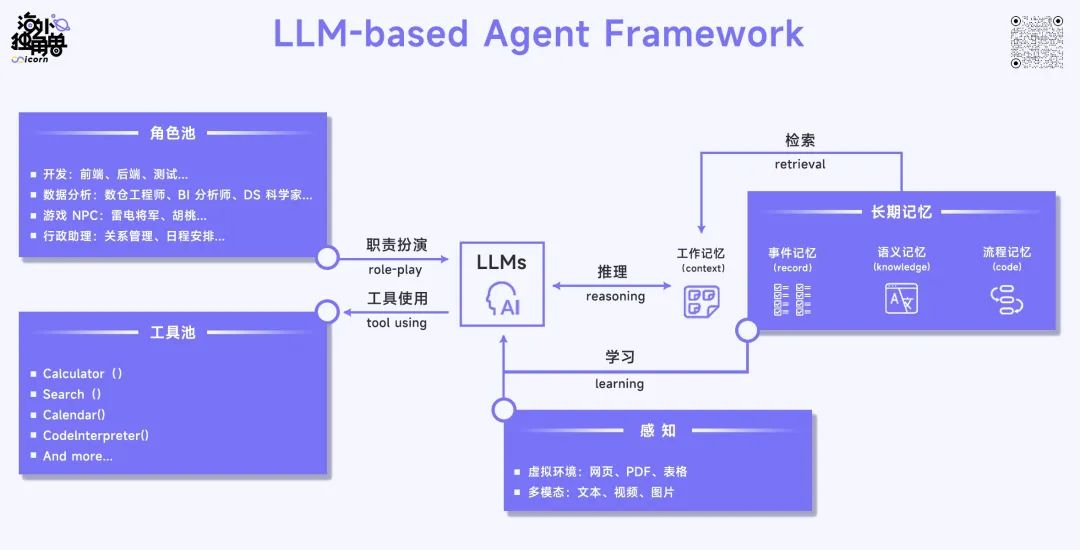 海外
独角兽
Unicorn
LLM-based Agent Framework
角色池
开发：前端、后端、测试...
数据分析：数仓工程师、BI 分析师、DS 科学家...
游戏 NPC：雷电将军、胡桃...
行政助理：关系管理、日程安排...
职责扮演
role-play
工具使用
tool using
工具池
Calculator（）
Search（）
Calendar()
CodeInterpreter()
And more...
LLMs
AI
推理
reasoning
工作记忆
(context)
检索
retrieval
长期记忆
事件记忆
(record)
语义记忆
(knowledge)
A
流程记忆
(code)
学习
learning
感 知
虚拟环境：网页、PDF、表格
多模态：文本、视频、图片